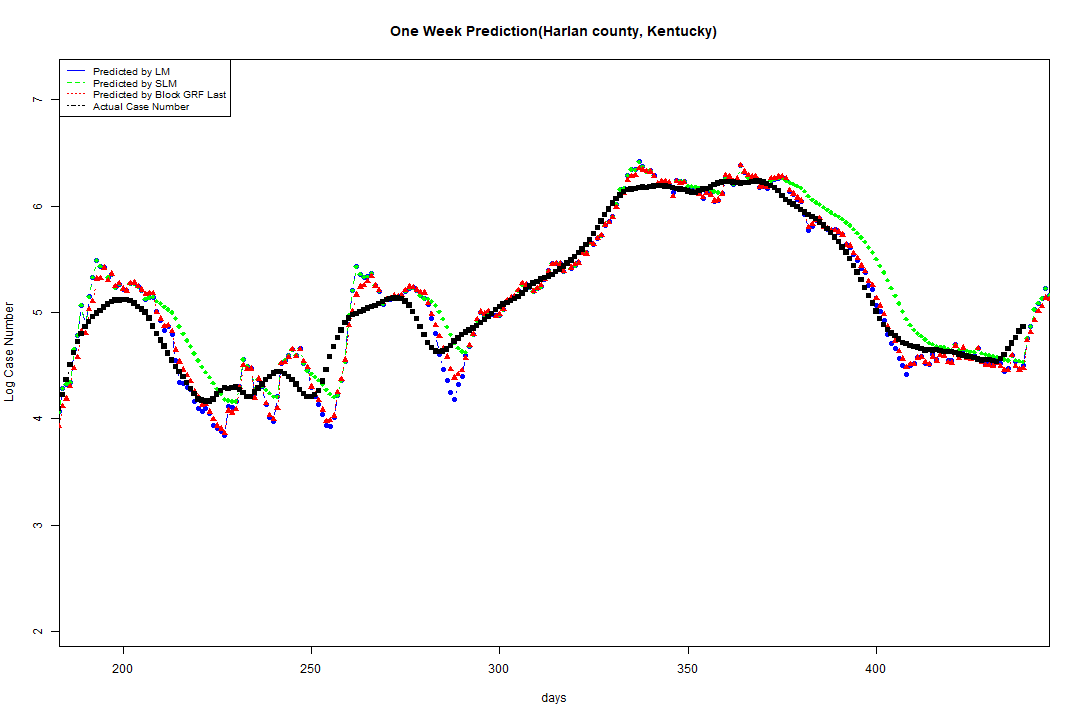 One Week Prediction(Harlan county, Kentucky)
Predicted by LM
Predicted by SLM
Predicted by Block GRF Last
Actual Case Number
7
6
5
4
3
2
Log Case Number
200 250 300 350 400
days